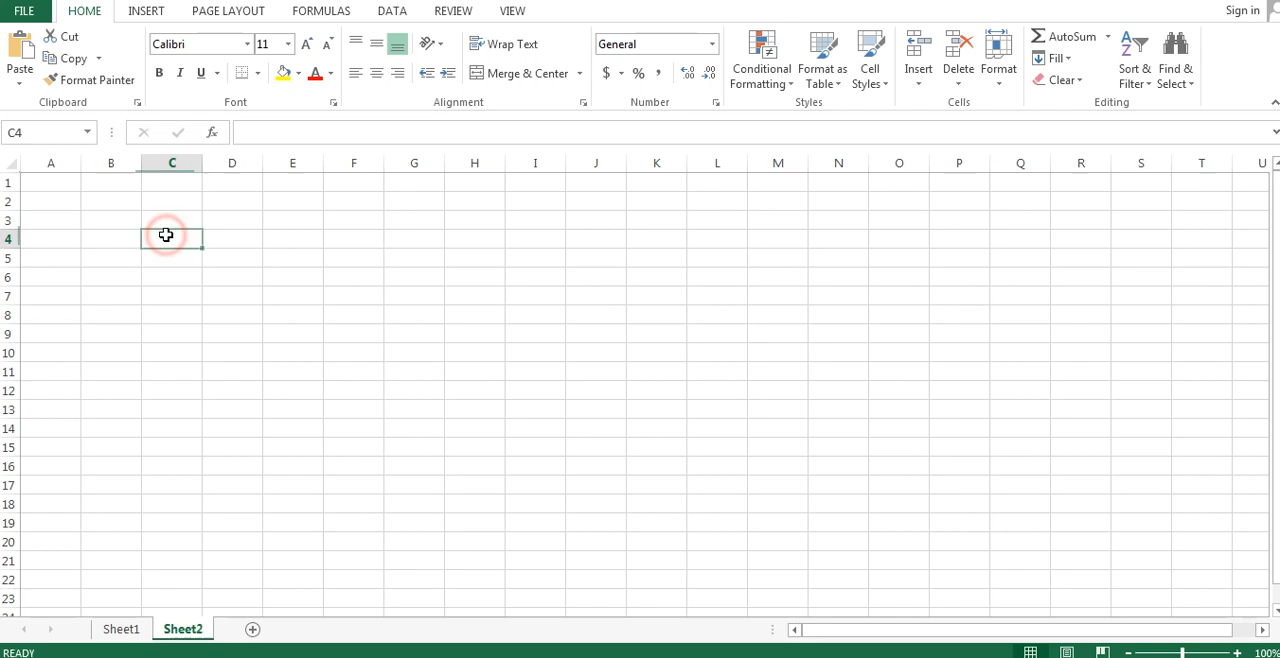 FILE HOME INSERT PAGE LAYOUT FORMULAS DATA REVIEW VIEW Sign in
Paste Cut Copy Format Painter Clipboard
Calibri 11 A A B I U A Font
Wrap Text Merge & Center Alignment
General $ % , .0 .00 .00 .0 Number
Conditional Formatting Format as Table Cell Styles Styles
Insert Delete Format Cells
AutoSum Fill Clear Sort & Filter Find & Select Editing
C4 fx
A B C D E F G H I J K L M N O P Q R S T U
1
2
3
4
5
6
7
8
9
10
11
12
13
14
15
16
17
18
19
20
21
22
23
Sheet1 Sheet2
READY 100%